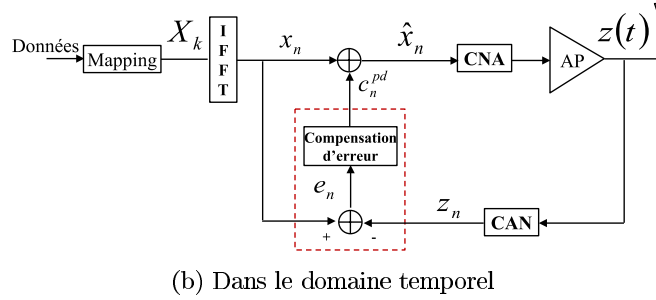 Données
Mapping
X_k
I
F
F
T
x_n
x̂_n
c_n^{pd}
CNA
AP
z(t)
Compensation
d'erreur
e_n
z_n
CAN
+
-
(b) Dans le domaine temporel